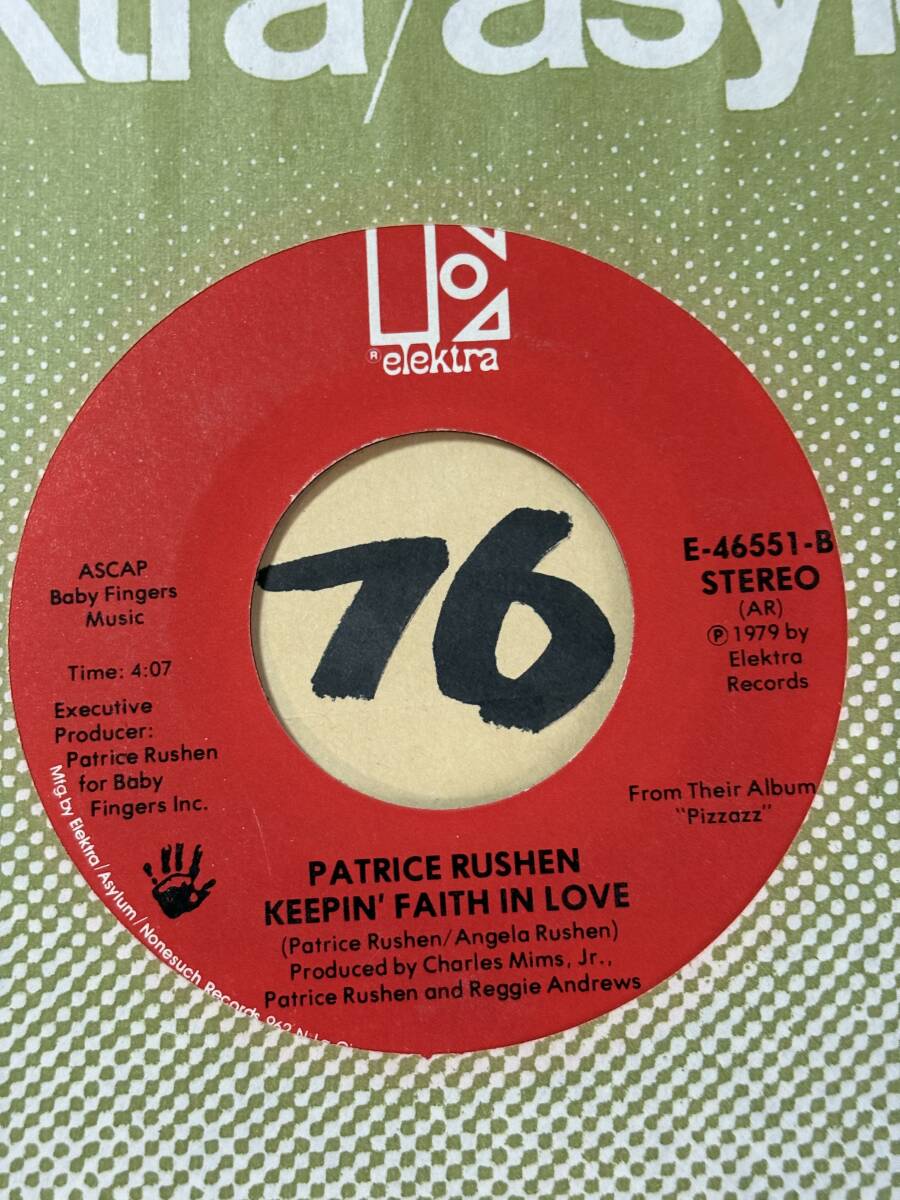 ktra/asyl
® elektra
76
ASCAP
Baby Fingers
Music
Time: 4:07
Executive
Producer:
Patrice Rushen
for Baby
Fingers Inc.
E-46551-B
STEREO
(AR)
℗ 1979 by
Elektra
Records
From Their Album
"Pizzazz"
PATRICE RUSHEN
KEEPIN' FAITH IN LOVE
(Patrice Rushen/Angela Rushen)
Produced by Charles Mims, Jr.,
Patrice Rushen and Reggie Andrews
Mfg. by Elektra/Asylum/Nonesuch Records 962 N.